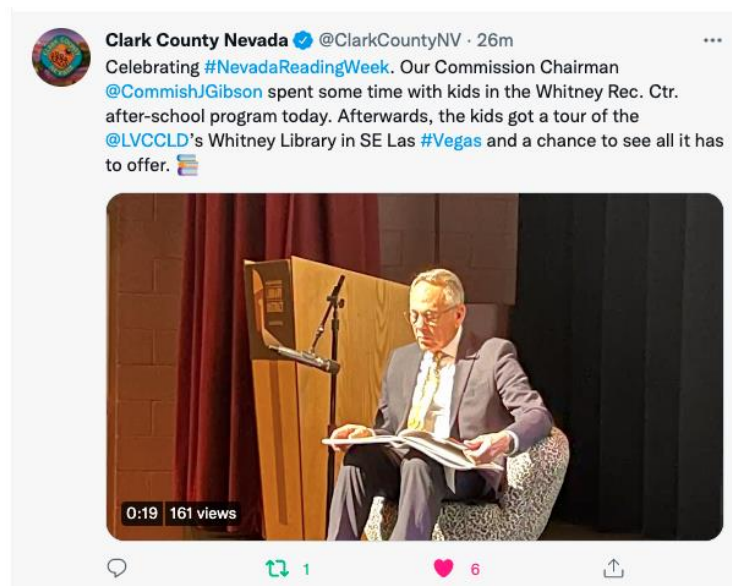 Clark County Nevada @ClarkCountyNV · 26m
Celebrating #NevadaReadingWeek. Our Commission Chairman
@CommishJGibson spent some time with kids in the Whitney Rec. Ctr.
after-school program today. Afterwards, the kids got a tour of the
@LVCCLD's Whitney Library in SE Las #Vegas and a chance to see all it has
to offer.
0:19 161 views
1 6